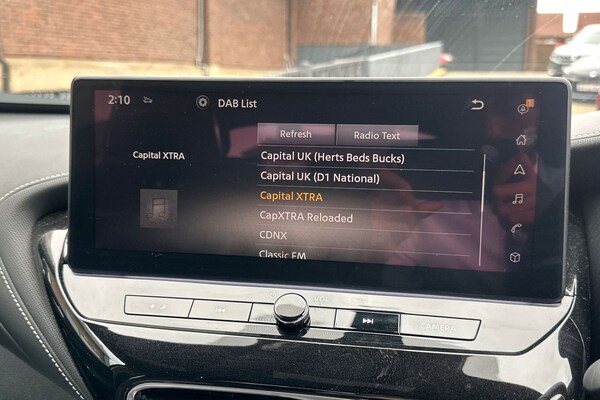 2:10
DAB List
Refresh
Radio Text
Capital XTRA
Capital UK (Herts Beds Bucks)
Capital UK (D1 National)
Capital XTRA
CapXTRA Reloaded
CDNX
Classic FM
VOL
CAMERA